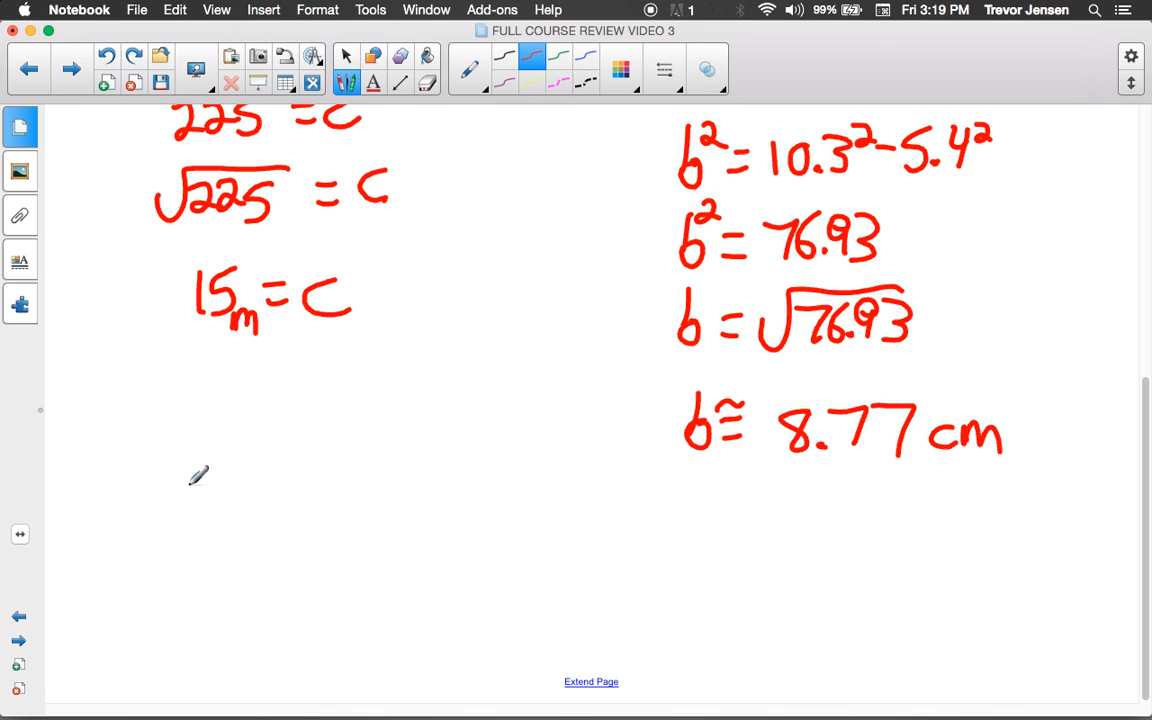 Notebook File Edit View Insert Format Tools Window Add-ons Help 1 99% Fri 3:19 PM Trevor Jensen
FULL COURSE REVIEW VIDEO 3
A
225 = C
√225 = C
15m = C
b² = 10.3² - 5.4²
b² = 76.93
b = √76.93
b ≅ 8.77 cm
Extend Page